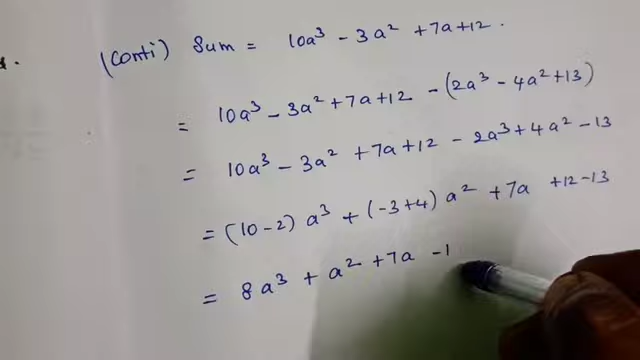 (Conti) Sum = 10a³ - 3a² + 7a + 12.
= 10a³ - 3a² + 7a + 12 - (2a³ - 4a² + 13)
= 10a³ - 3a² + 7a + 12 - 2a³ + 4a² - 13
= (10-2) a³ + (-3+4) a² + 7a + 12 - 13
= 8a³ + a² + 7a - 1